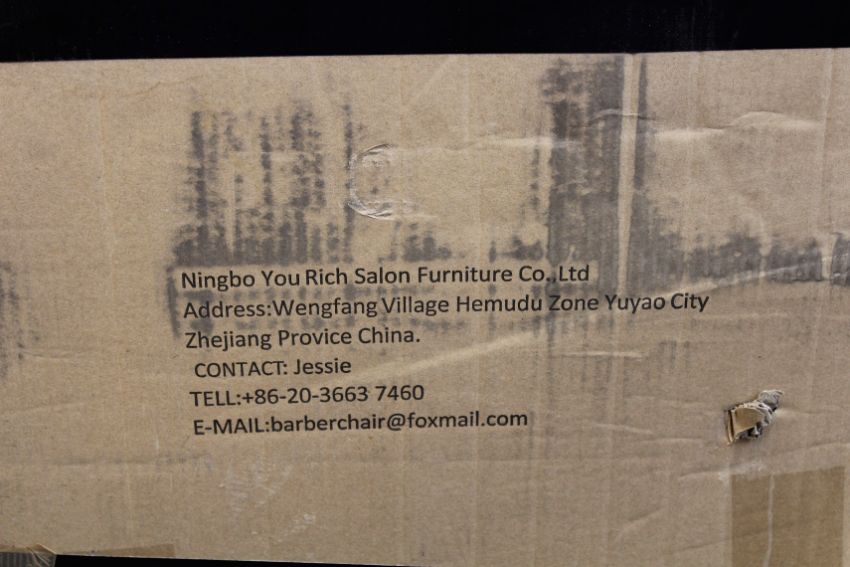 Ningbo You Rich Salon Furniture Co.,Ltd
Address:Wengfang Village Hemudu Zone Yuyao City
Zhejiang Provice China.
CONTACT: Jessie
TELL:+86-20-3663 7460
E-MAIL:barberchair@foxmail.com